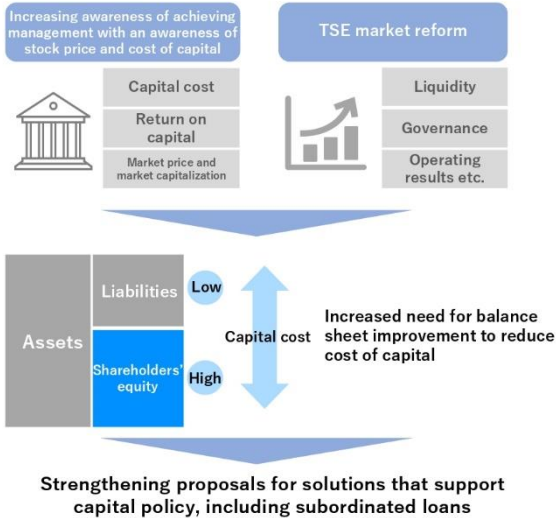 Increasing awareness of achieving
management with an awareness of
stock price and cost of capital
TSE market reform
Capital cost
Return on
capital
Market price and
market capitalization
Liquidity
Governance
Operating
results etc.
Assets
Liabilities
Shareholders’
equity
Low
High
Capital cost
Increased need for balance
sheet improvement to reduce
cost of capital
Strengthening proposals for solutions that support
capital policy, including subordinated loans